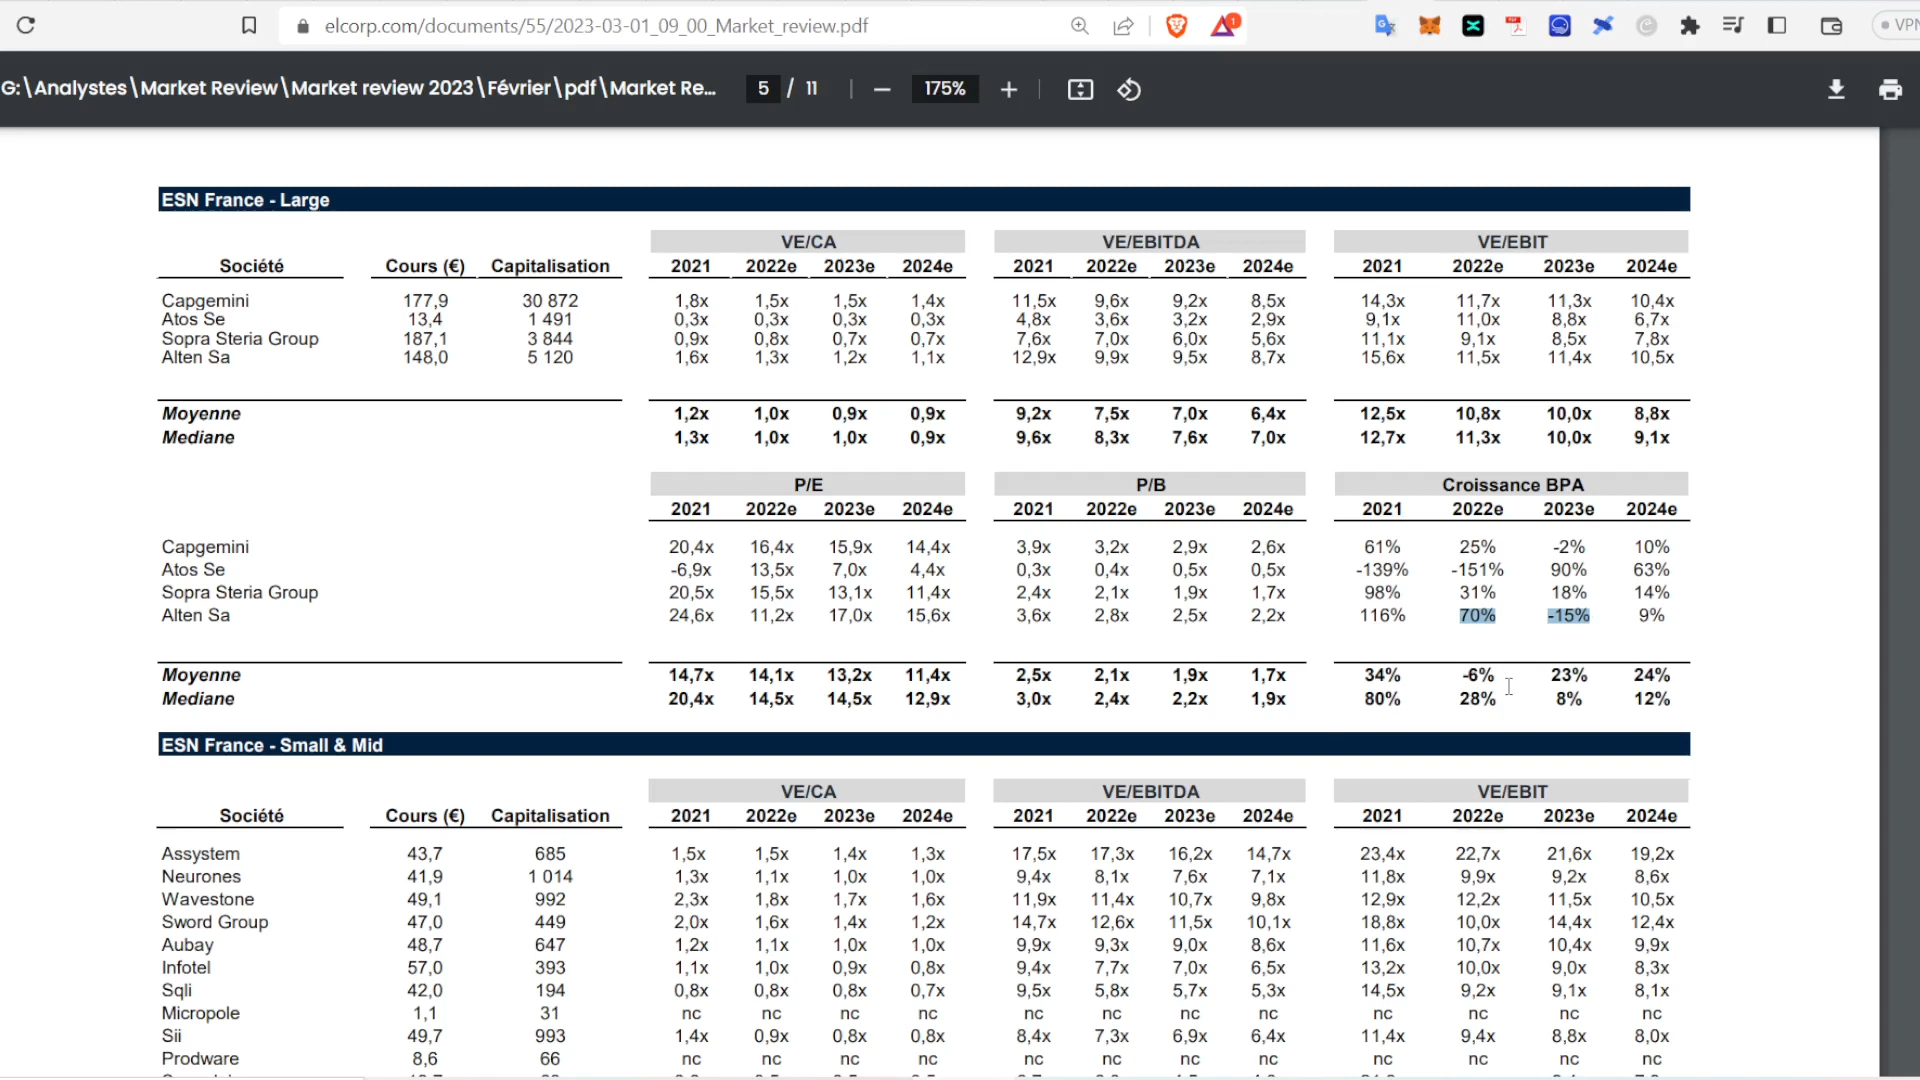 elcorp.com/documents/55/2023-03-01_09_00_Market_review.pdf
1
VPN
G:\Analystes\Market Review\Market review 2023\Février\pdf\Market Re...
5 / 11
175%
ESN France - Large
VE/CA VE/EBITDA VE/EBIT
Société Cours (€) Capitalisation 2021 2022e 2023e 2024e 2021 2022e 2023e 2024e 2021 2022e 2023e 2024e
Capgemini 177,9 30 872 1,8x 1,5x 1,5x 1,4x 11,5x 9,6x 9,2x 8,5x 14,3x 11,7x 11,3x 10,4x
Atos Se 13,4 1 491 0,3x 0,3x 0,3x 0,3x 4,8x 3,6x 3,2x 2,9x 9,1x 11,0x 8,8x 6,7x
Sopra Steria Group 187,1 3 844 0,9x 0,8x 0,7x 0,7x 7,6x 7,0x 6,0x 5,6x 11,1x 9,1x 8,5x 7,8x
Alten Sa 148,0 5 120 1,6x 1,3x 1,2x 1,1x 12,9x 9,9x 9,5x 8,7x 15,6x 11,5x 11,4x 10,5x
Moyenne 1,2x 1,0x 0,9x 0,9x 9,2x 7,5x 7,0x 6,4x 12,5x 10,8x 10,0x 8,8x
Mediane 1,3x 1,0x 1,0x 0,9x 9,6x 8,3x 7,6x 7,0x 12,7x 11,3x 10,0x 9,1x
P/E P/B Croissance BPA
2021 2022e 2023e 2024e 2021 2022e 2023e 2024e 2021 2022e 2023e 2024e
Capgemini 20,4x 16,4x 15,9x 14,4x 3,9x 3,2x 2,9x 2,6x 61% 25% -2% 10%
Atos Se -6,9x 13,5x 7,0x 4,4x 0,3x 0,4x 0,5x 0,5x -139% -151% 90% 63%
Sopra Steria Group 20,5x 15,5x 13,1x 11,4x 2,4x 2,1x 1,9x 1,7x 98% 31% 18% 14%
Alten Sa 24,6x 11,2x 17,0x 15,6x 3,6x 2,8x 2,5x 2,2x 116% 70% -15% 9%
Moyenne 14,7x 14,1x 13,2x 11,4x 2,5x 2,1x 1,9x 1,7x 34% -6% 23% 24%
Mediane 20,4x 14,5x 14,5x 12,9x 3,0x 2,4x 2,2x 1,9x 80% 28% 8% 12%
ESN France - Small & Mid
VE/CA VE/EBITDA VE/EBIT
Société Cours (€) Capitalisation 2021 2022e 2023e 2024e 2021 2022e 2023e 2024e 2021 2022e 2023e 2024e
Assystem 43,7 685 1,5x 1,5x 1,4x 1,3x 17,5x 17,3x 16,2x 14,7x 23,4x 22,7x 21,6x 19,2x
Neurones 41,9 1 014 1,3x 1,1x 1,0x 1,0x 9,4x 8,1x 7,6x 7,1x 11,8x 9,9x 9,2x 8,6x
Wavestone 49,1 992 2,3x 1,8x 1,7x 1,6x 11,9x 11,4x 10,7x 9,8x 12,9x 12,2x 11,5x 10,5x
Sword Group 47,0 449 2,0x 1,6x 1,4x 1,2x 14,7x 12,6x 11,5x 10,1x 18,8x 10,0x 14,4x 12,4x
Aubay 48,7 647 1,2x 1,1x 1,0x 1,0x 9,9x 9,3x 9,0x 8,6x 11,6x 10,7x 10,4x 9,9x
Infotel 57,0 393 1,1x 1,0x 0,9x 0,8x 9,4x 7,7x 7,0x 6,5x 13,2x 10,0x 9,0x 8,3x
Sqli 42,0 194 0,8x 0,8x 0,8x 0,7x 9,5x 5,8x 5,7x 5,3x 14,5x 9,2x 9,1x 8,1x
Micropole 1,1 31 nc nc nc nc nc nc nc nc nc nc nc nc
Sii 49,7 993 1,4x 0,9x 0,8x 0,8x 8,4x 7,3x 6,9x 6,4x 11,4x 9,4x 8,8x 8,0x
Prodware 8,6 66 nc nc nc nc nc nc nc nc nc nc nc nc